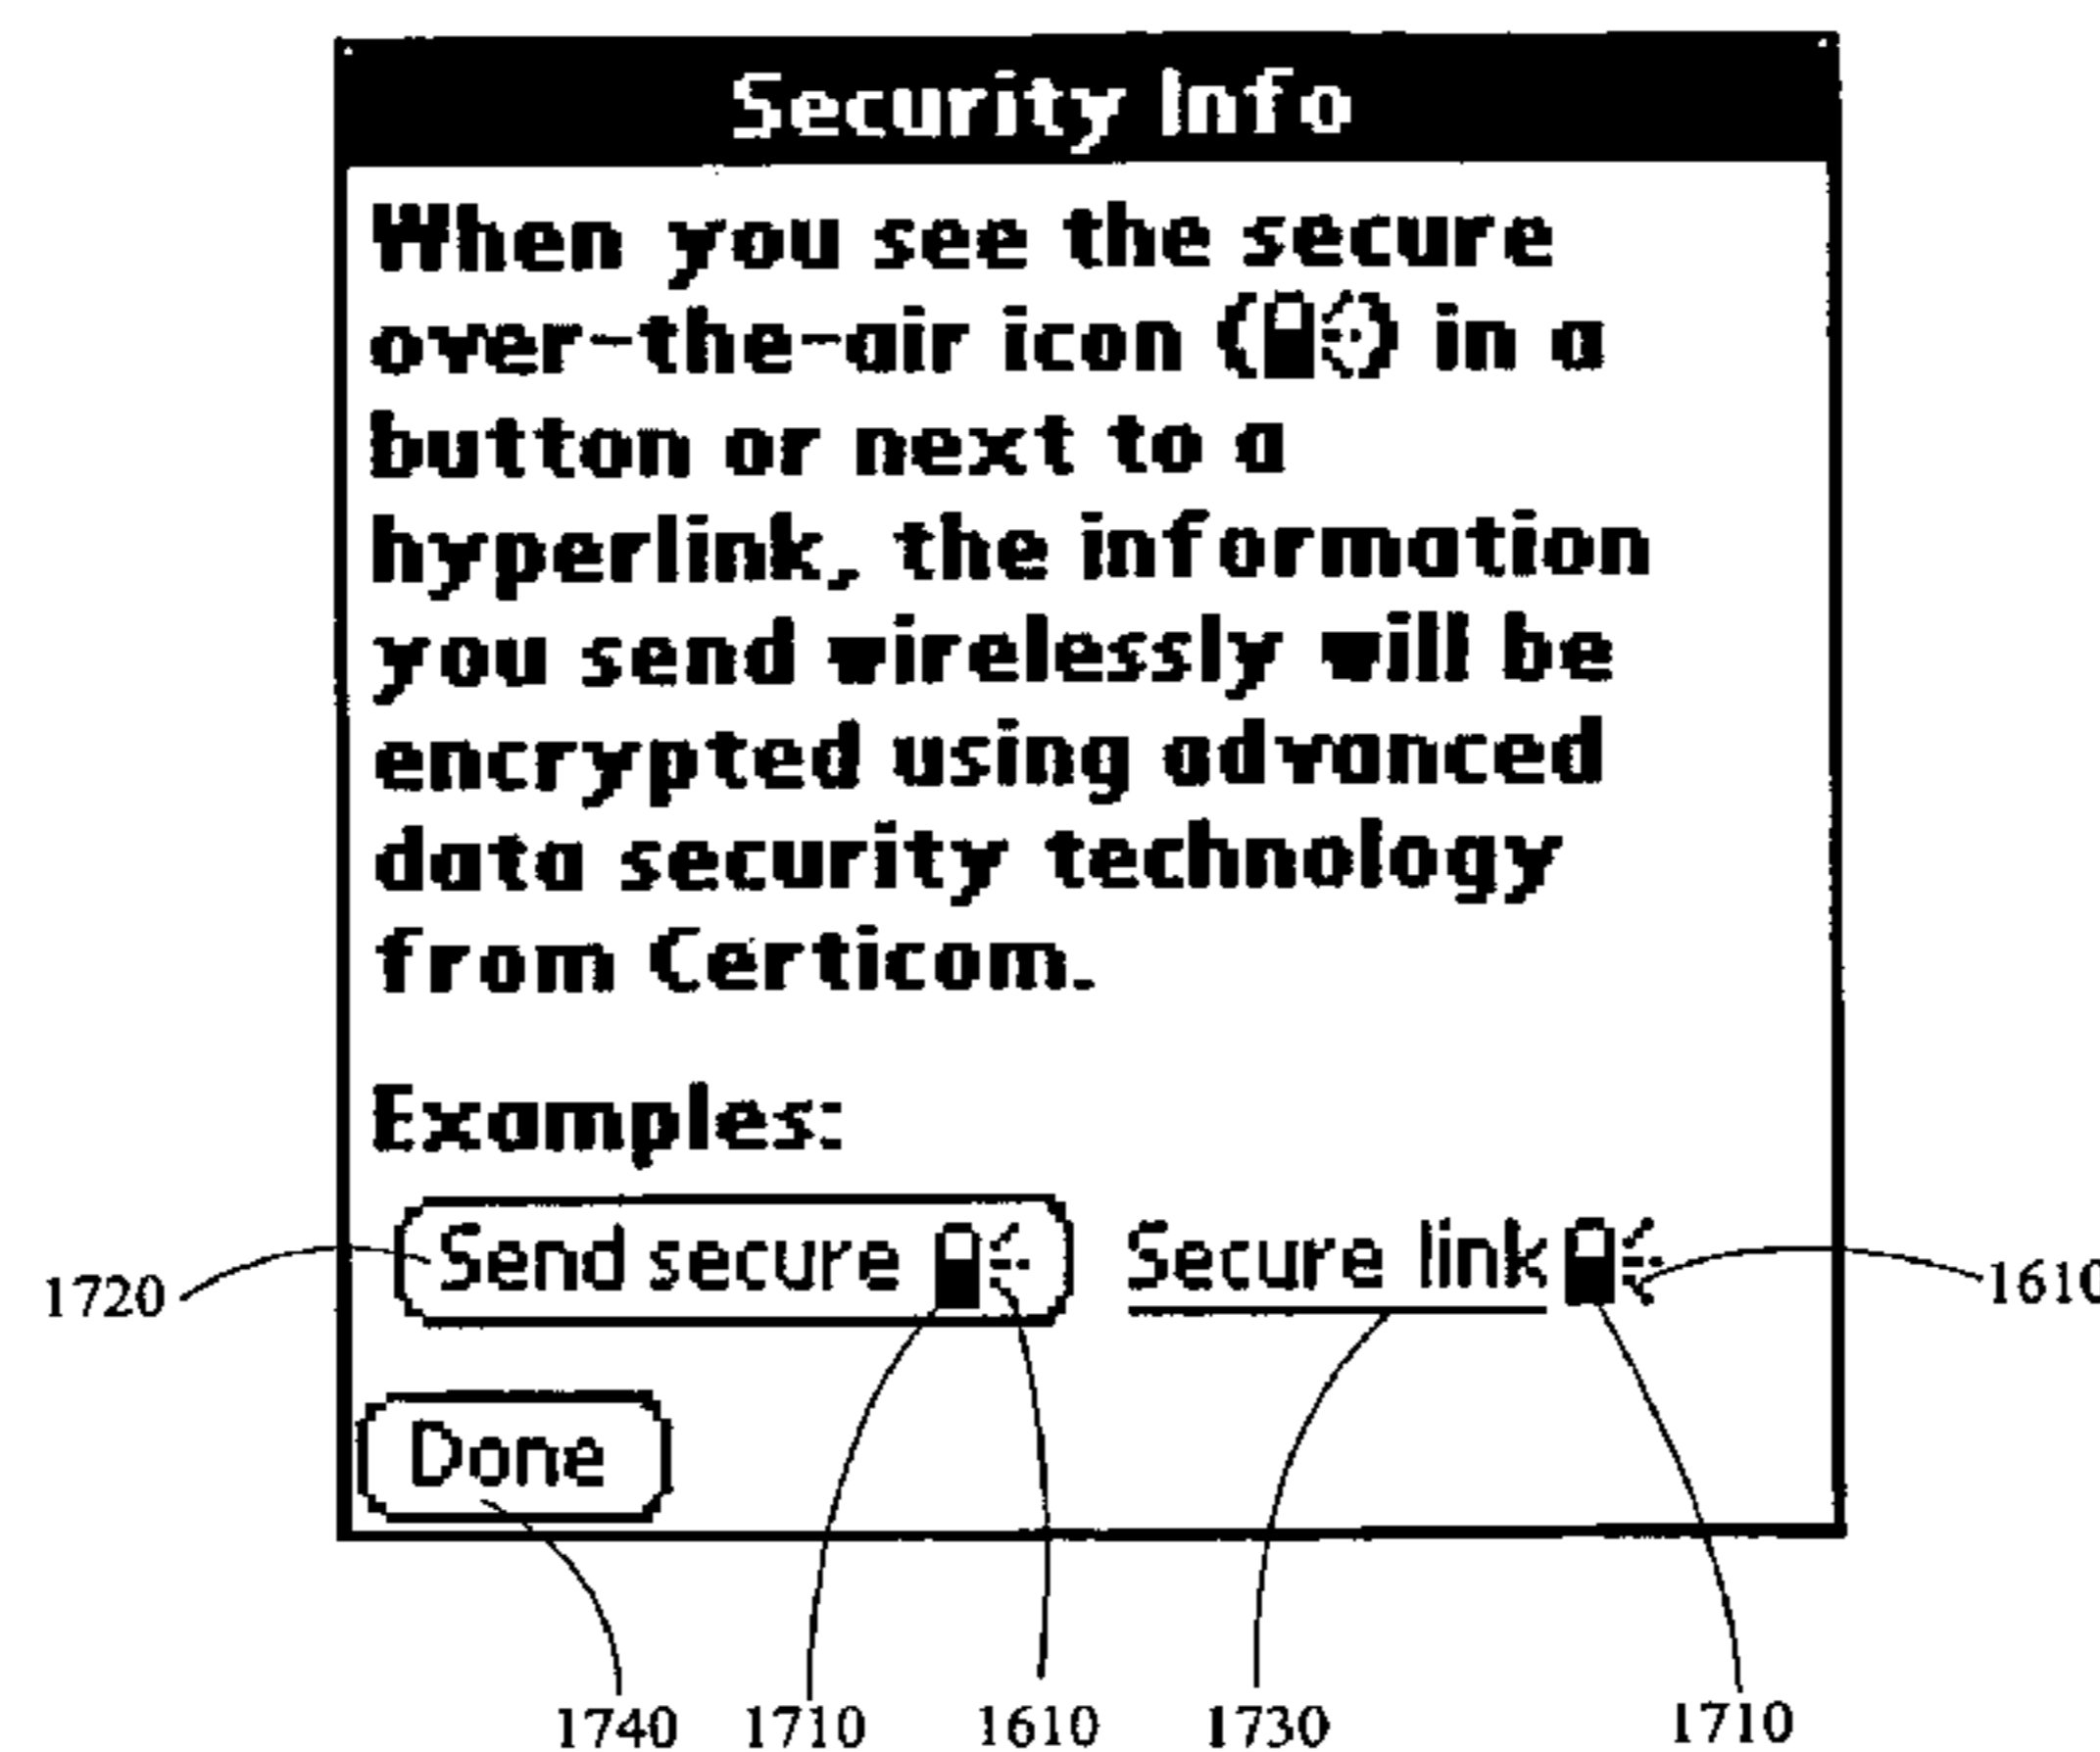 Security Info
When you see the secure
over-the-air icon () in a
button or next to a
hyperlink, the information
you send wirelessly will be
encrypted using advanced
data security technology
from Certicom.
Examples:
Send secure Secure link
1720 1610
Done
1740 1710 1610 1730 1710